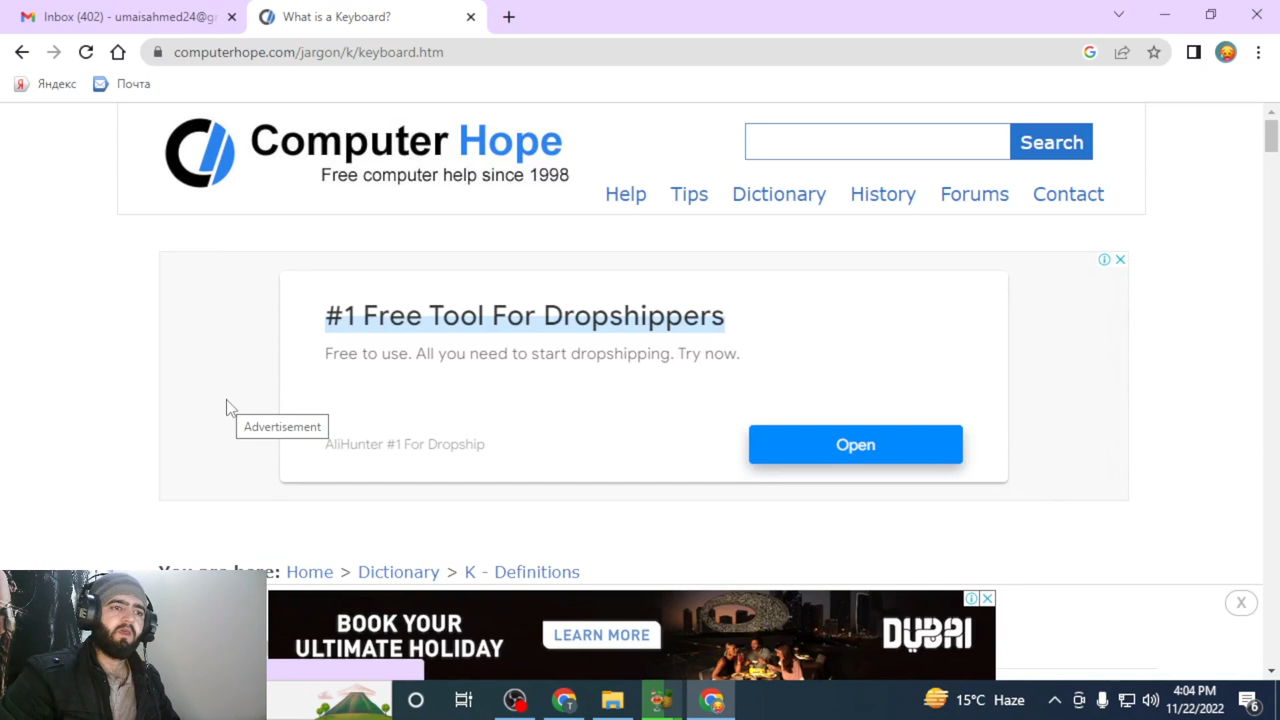 Inbox (402) - umaisahmed24@gr
What is a Keyboard?
computerhope.com/jargon/k/keyboard.htm
Яндекс
Почта
Computer Hope
Free computer help since 1998
Search
Help Tips Dictionary History Forums Contact
#1 Free Tool For Dropshippers
Free to use. All you need to start dropshipping. Try now.
Advertisement
AliHunter #1 For Dropship
Open
Home > Dictionary > K - Definitions
BOOK YOUR
ULTIMATE HOLIDAY
LEARN MORE
DUBAI
X
15°C Haze
4:04 PM
11/22/2022
6